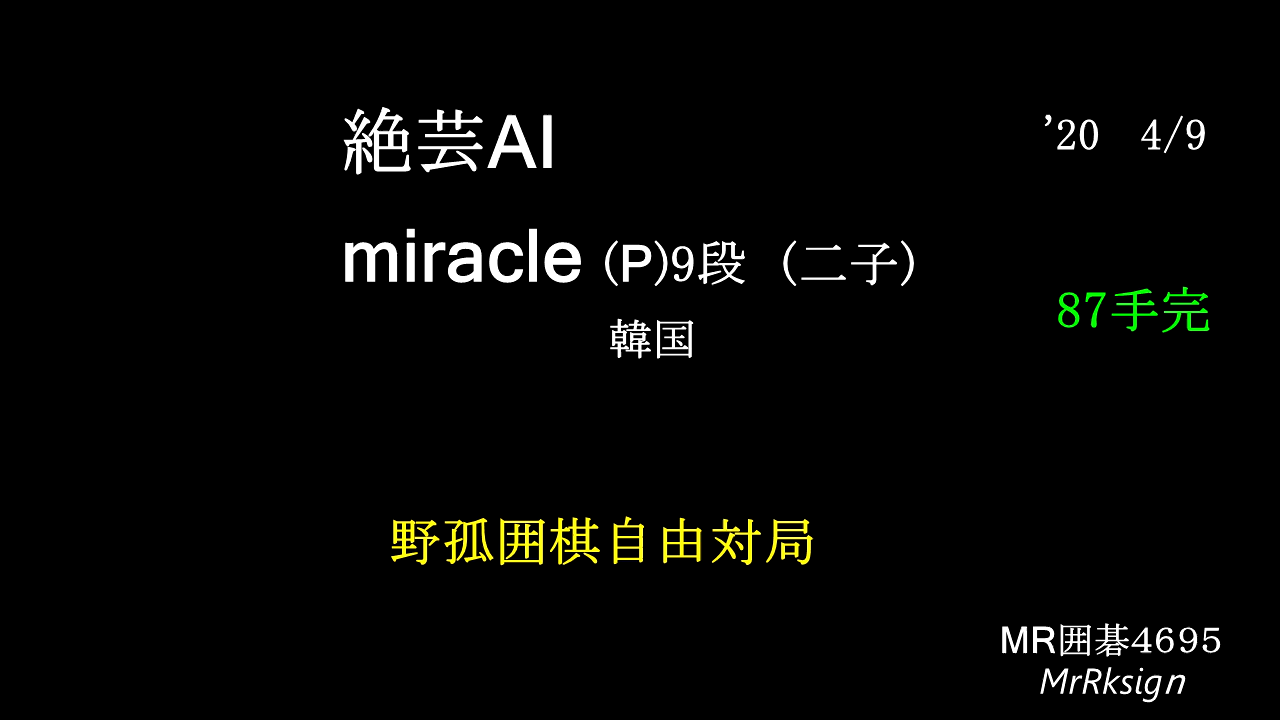 絶芸AI
’20 4/9
miracle (P)9段 (二子)
87手完
韓国
野孤囲棋自由対局
MR囲碁4695
MrRksign